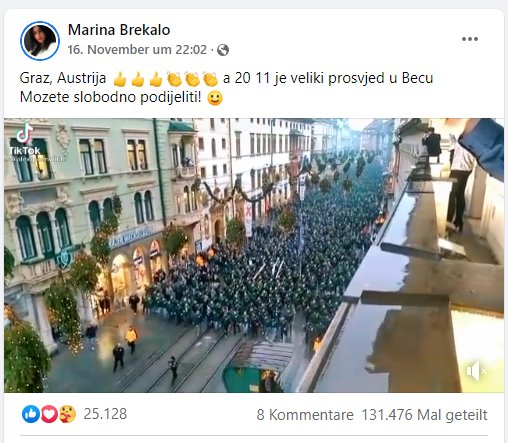 Marina Brekalo
16. November um 22:02
Graz, Austrija 👍👍👍👏👏👏 a 20 11 je veliki prosvjed u Becu
Mozete slobodno podijeliti! 🙂
TikTok
25.128
8 Kommentare 131.476 Mal geteilt